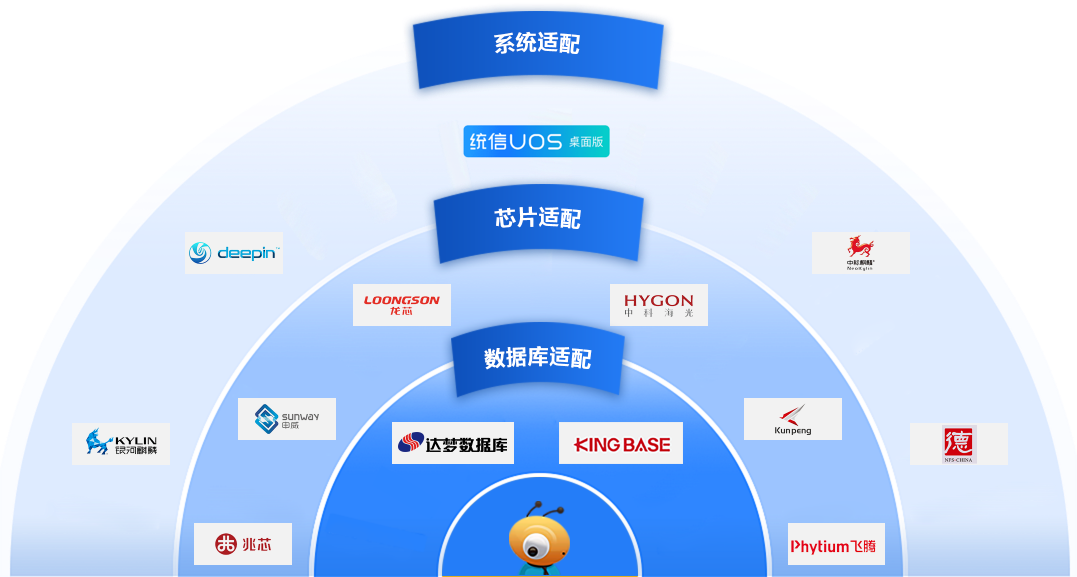 系统适配
统信UOS 桌面版
芯片适配
deepin™
中标麒麟®
NeoKylin
LOONGSON
龙芯
HYGON
中科海光
数据库适配
sunway
申威
Kunpeng
KYLIN
银河麒麟
达梦数据库
KINGBASE
德
NFS-CHINA
兆芯
Phytium飞腾